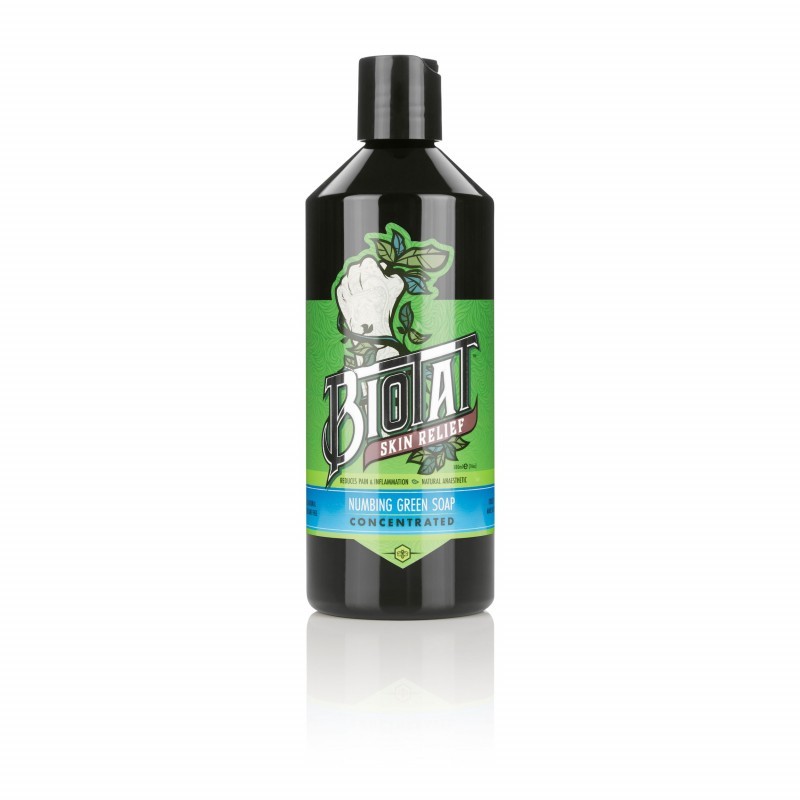 BIOTAT
SKIN RELIEF
REDUCES PAIN & INFLAMMATION NATURAL ANAESTHETIC
NUMBING GREEN SOAP
CONCENTRATED